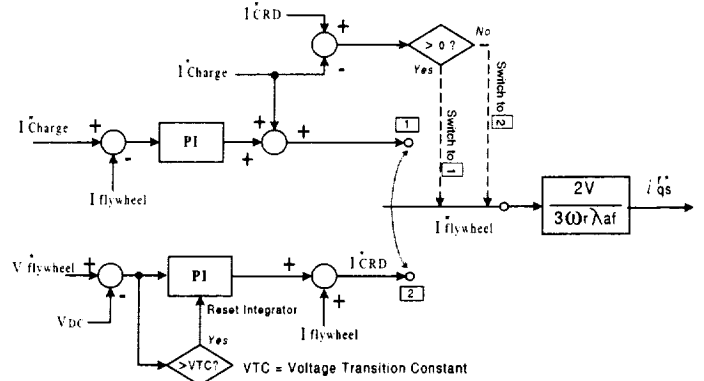 I*CRD
+
-
> 0 ?
No
Yes
I*Charge
Switch to 2
Switch to 1
I*Charge
+
-
PI
+
+
+
1
I flywheel
I*flywheel
2V
3ωrλaf
i r*qs
V*flywheel
+
-
PI
+
+
I*CRD
2
VDC
Reset Integrator
Yes
I flywheel
>VTC?
VTC = Voltage Transition Constant